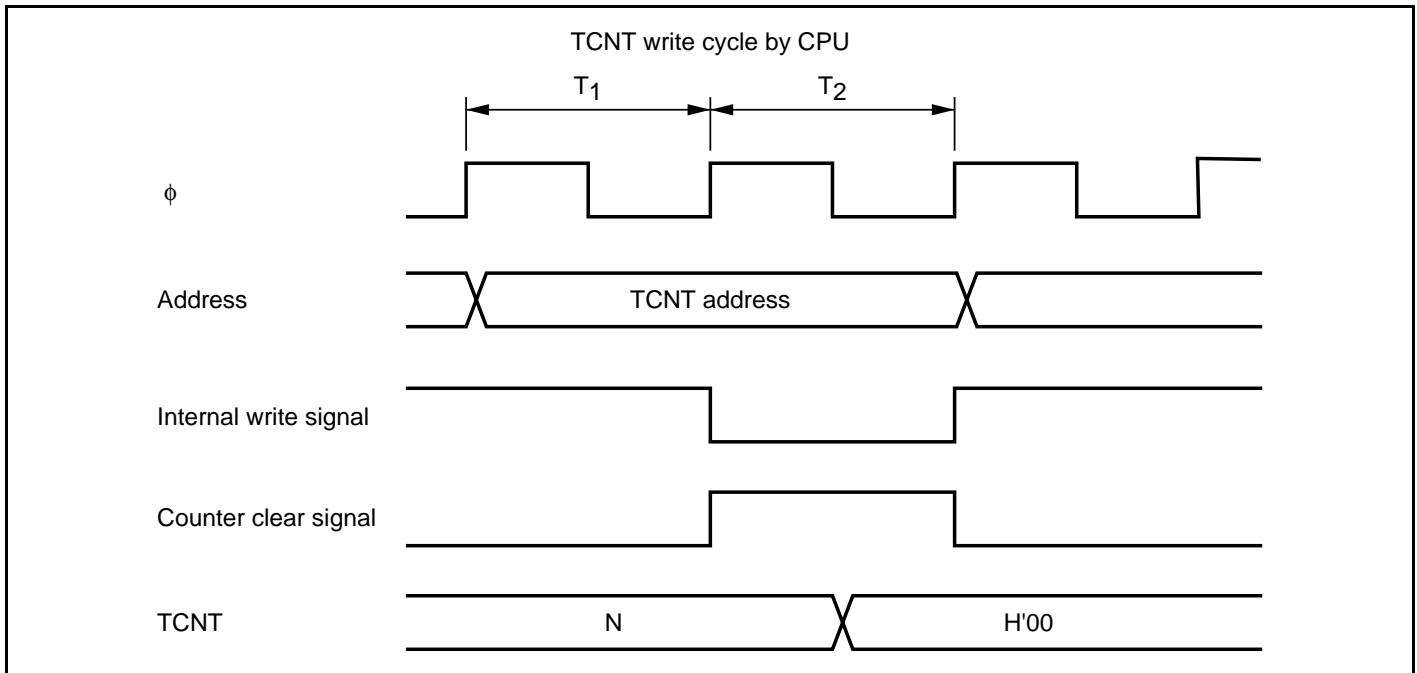 TCNT write cycle by CPU
T1 T2
ϕ
Address TCNT address
Internal write signal
Counter clear signal
TCNT N H'00